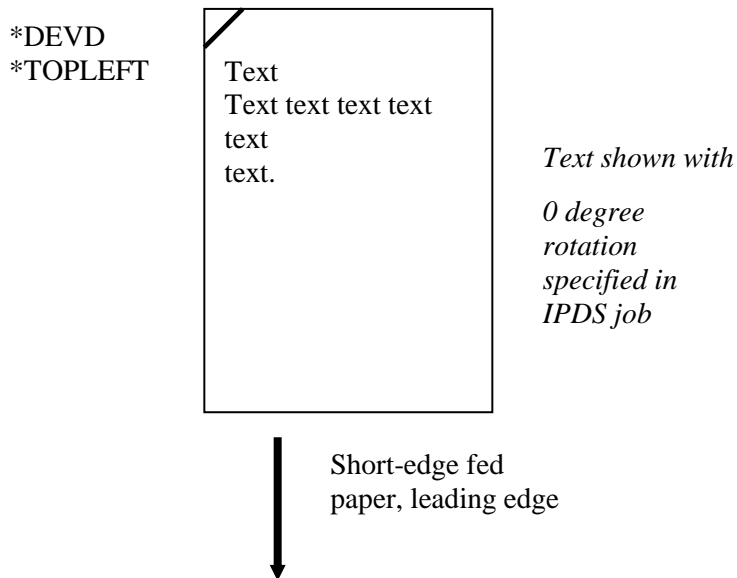 *DEVD
*TOPLEFT
Text
Text text text text
text
text.
Text shown with
0 degree
rotation
specified in
IPDS job
Short-edge fed
paper, leading edge